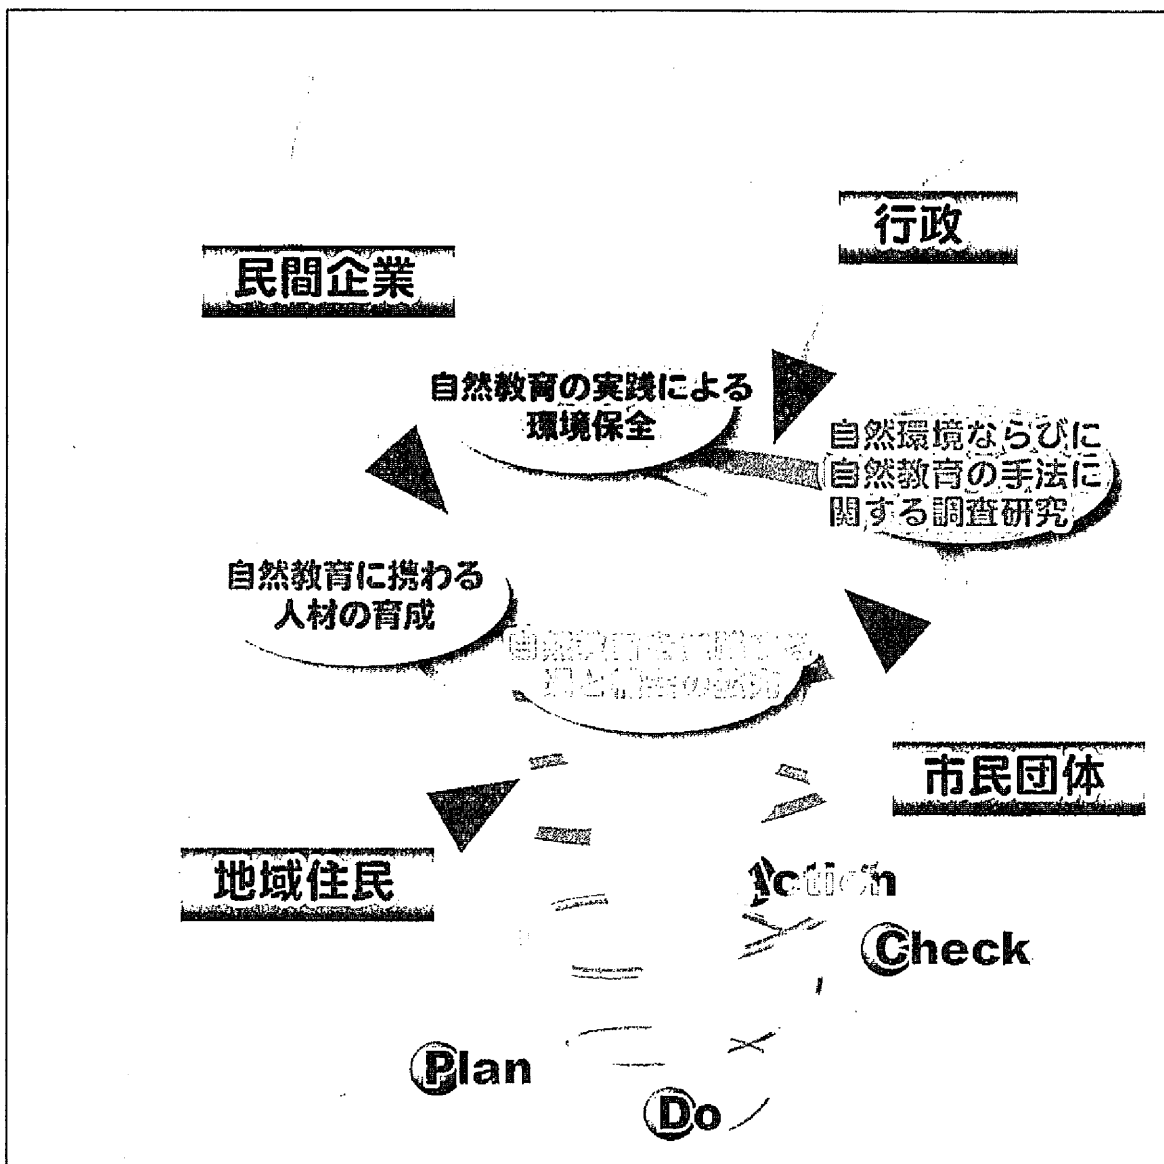 行政
民間企業
自然教育の実践による
環境保全
自然環境ならびに
自然教育の手法に
関する調査研究
自然教育に携わる
人材の育成
市民団体
地域住民
Action
Check
Plan
Do